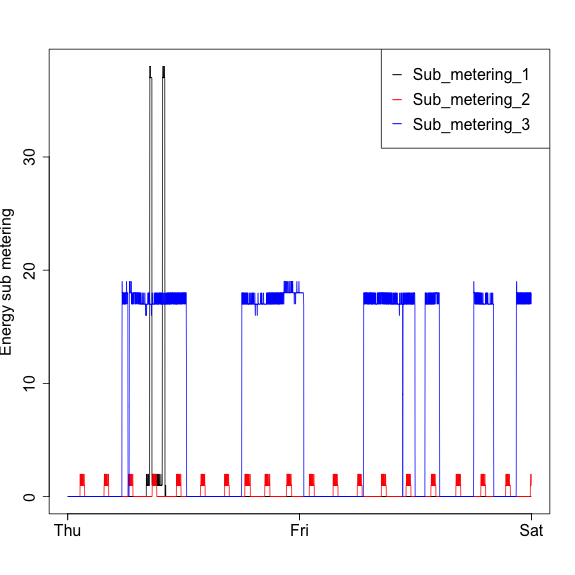 Sub_metering_1
Sub_metering_2
Sub_metering_3
Energy sub metering
30
20
10
0
Thu Fri Sat